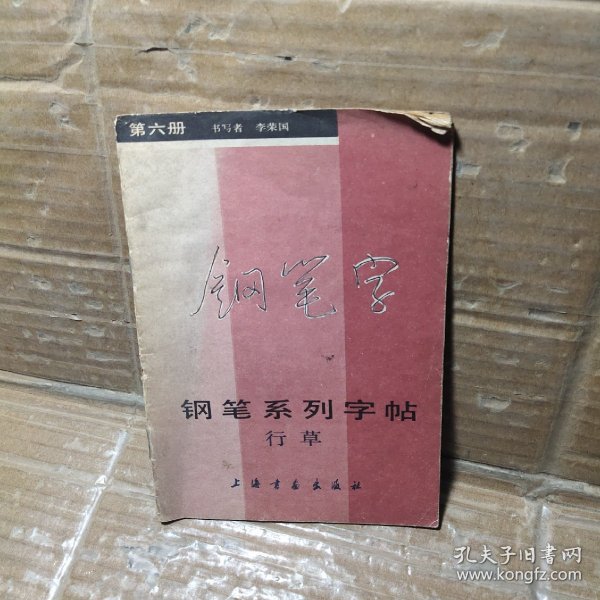 第六册 书写者 李荣国
钢笔字
钢笔系列字帖
行草
上海书画出版社
孔夫子旧书网
www.kongfz.com